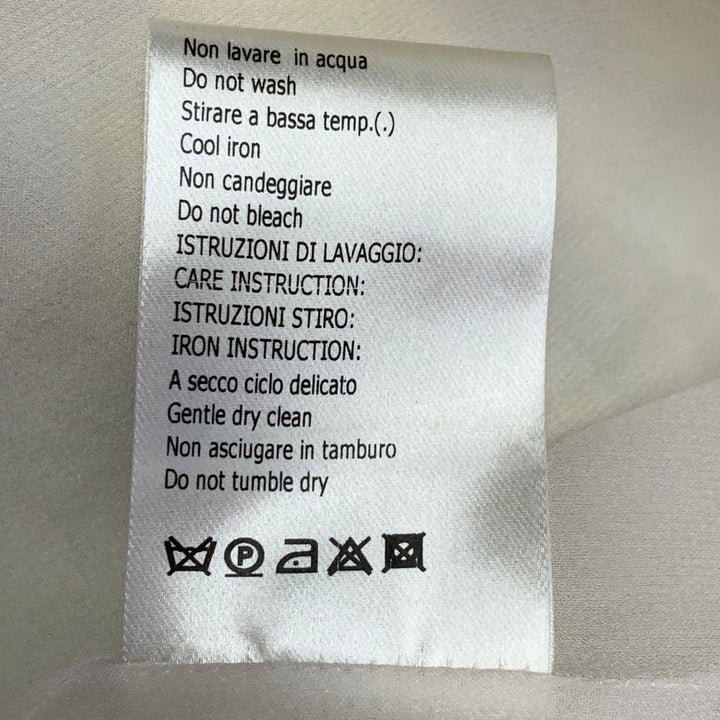 Non lavare in acqua
Do not wash
Stirare a bassa temp.(.)
Cool iron
Non candeggiare
Do not bleach
ISTRUZIONI DI LAVAGGIO:
CARE INSTRUCTION:
ISTRUZIONI STIRO:
IRON INSTRUCTION:
A secco ciclo delicato
Gentle dry clean
Non asciugare in tamburo
Do not tumble dry
P